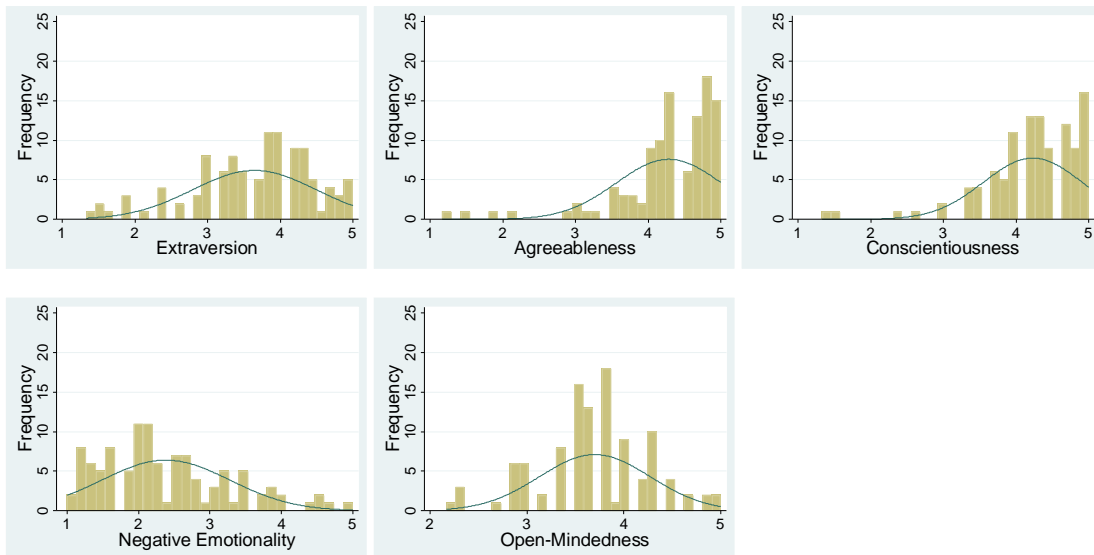 Frequency
0 5 10 15 20 25
1 2 3 4 5
Extraversion
Frequency
0 5 10 15 20 25
1 2 3 4 5
Agreeableness
Frequency
0 5 10 15 20 25
1 2 3 4 5
Conscientiousness
Frequency
0 5 10 15 20 25
1 2 3 4 5
Negative Emotionality
Frequency
0 5 10 15 20 25
2 3 4 5
Open-Mindedness